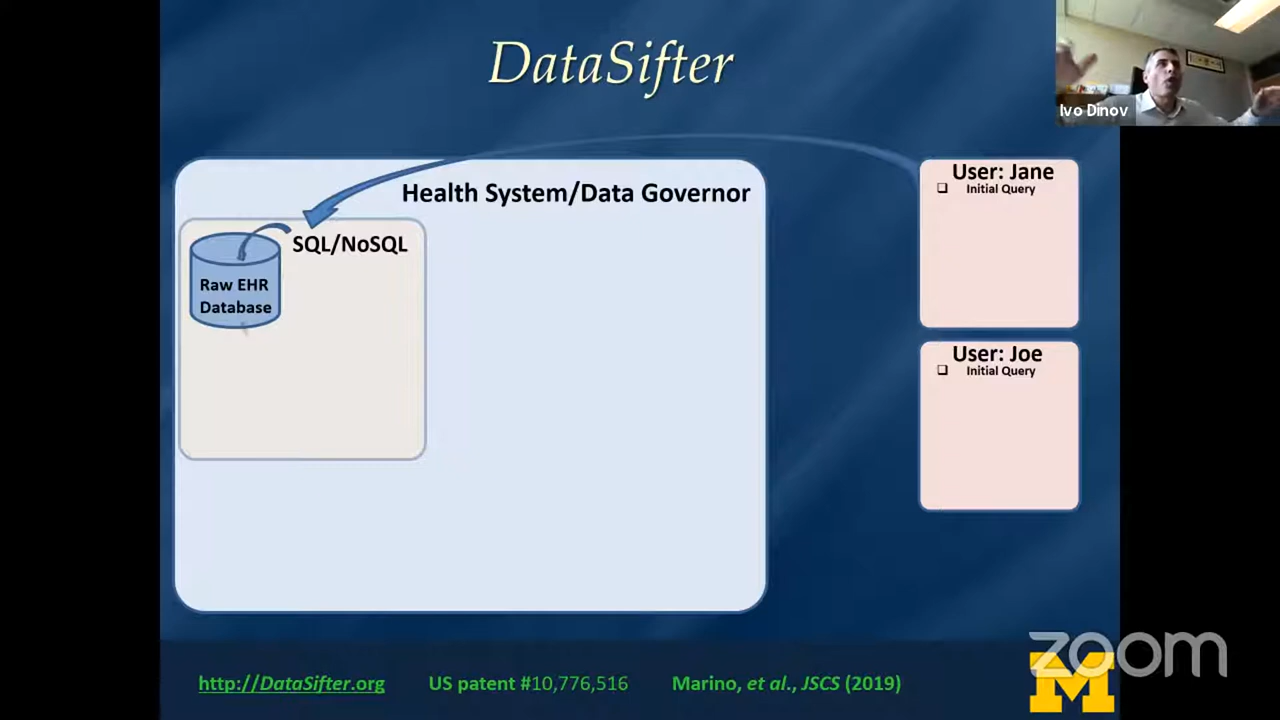 DataSifter
Ivo Dinov
Health System/Data Governor
SQL/NoSQL
Raw EHR
Database
User: Jane
❑ Initial Query
User: Joe
❑ Initial Query
http://DataSifter.org US patent #10,776,516 Marino, et al., JSCS (2019)
zoom
M